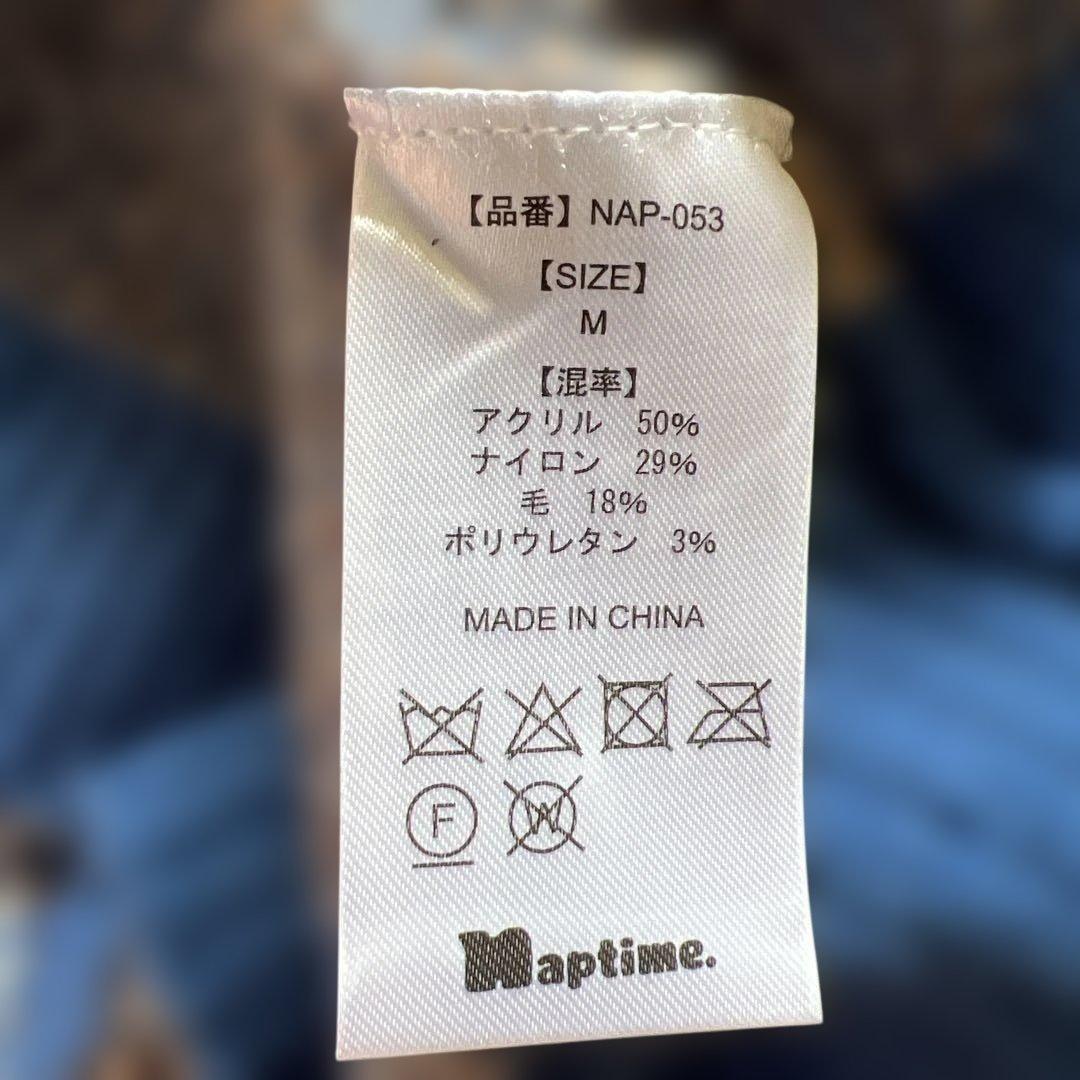 【品番】NAP-053
【SIZE】
M
【混率】
アクリル 50%
ナイロン 29%
毛 18%
ポリウレタン 3%
MADE IN CHINA
F
W
Naptime.